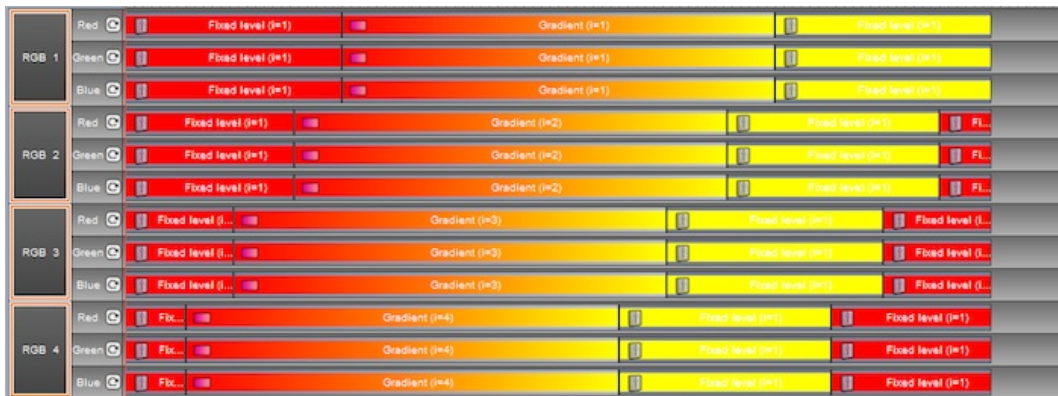 Red Fixed level (i=1) Gradient (i=1) Fixed level (i=1)
RGB 1 Green Fixed level (i=1) Gradient (i=1) Fixed level (i=1)
Blue Fixed level (i=1) Gradient (i=1) Fixed level (i=1)
Red Fixed level (i=1) Gradient (i=2) Fixed level (i=1) Fi...
RGB 2 Green Fixed level (i=1) Gradient (i=2) Fixed level (i=1) Fi...
Blue Fixed level (i=1) Gradient (i=2) Fixed level (i=1) Fi...
Red Fixed level (i... Gradient (i=3) Fixed level (i=1) Fixed level (i...
RGB 3 Green Fixed level (i... Gradient (i=3) Fixed level (i=1) Fixed level (i...
Blue Fixed level (i... Gradient (i=3) Fixed level (i=1) Fixed level (i...
Red Fix... Gradient (i=4) Fixed level (i=1) Fixed level (i=1)
RGB 4 Green Fix... Gradient (i=4) Fixed level (i=1) Fixed level (i=1)
Blue Fix... Gradient (i=4) Fixed level (i=1) Fixed level (i=1)